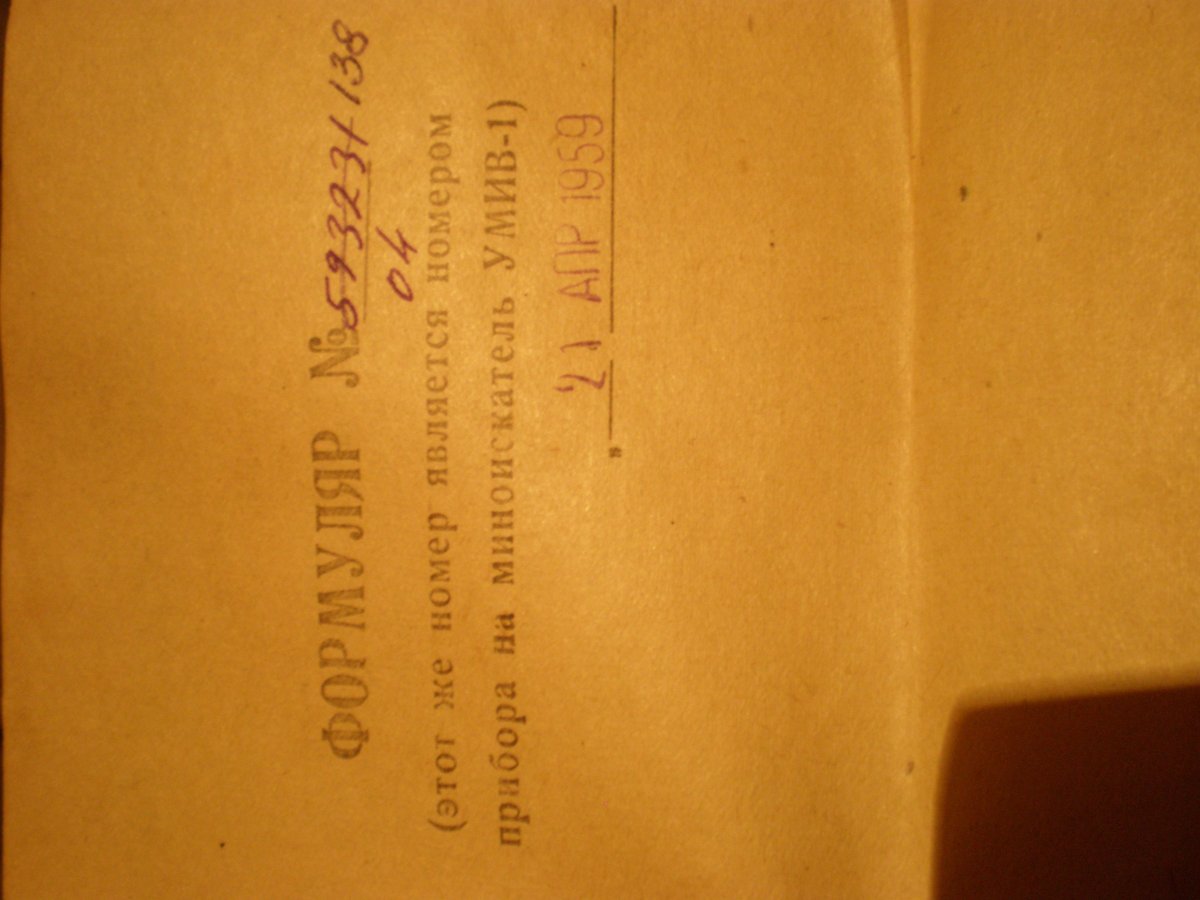 ФОРМУЛЯР № 593231 138
04
(этот же номер является номером
прибора на миноискатель УМИВ-1)
" 21 АПР 1959